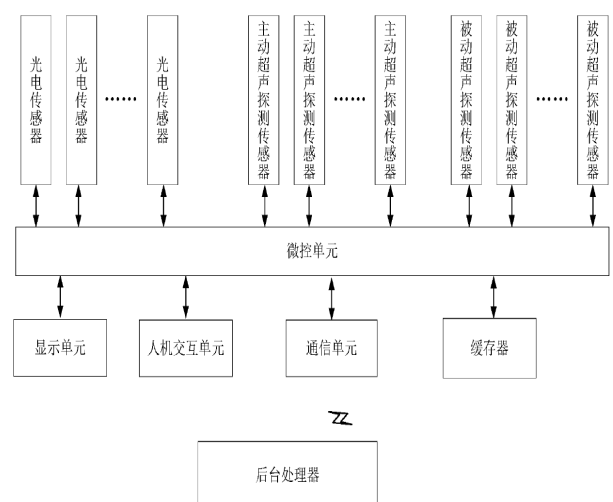 光电传感器
光电传感器
……
光电传感器
主动超声探测传感器
主动超声探测传感器
……
主动超声探测传感器
被动超声探测传感器
被动超声探测传感器
……
被动超声探测传感器
微控单元
显示单元
人机交互单元
通信单元
缓存器
后台处理器